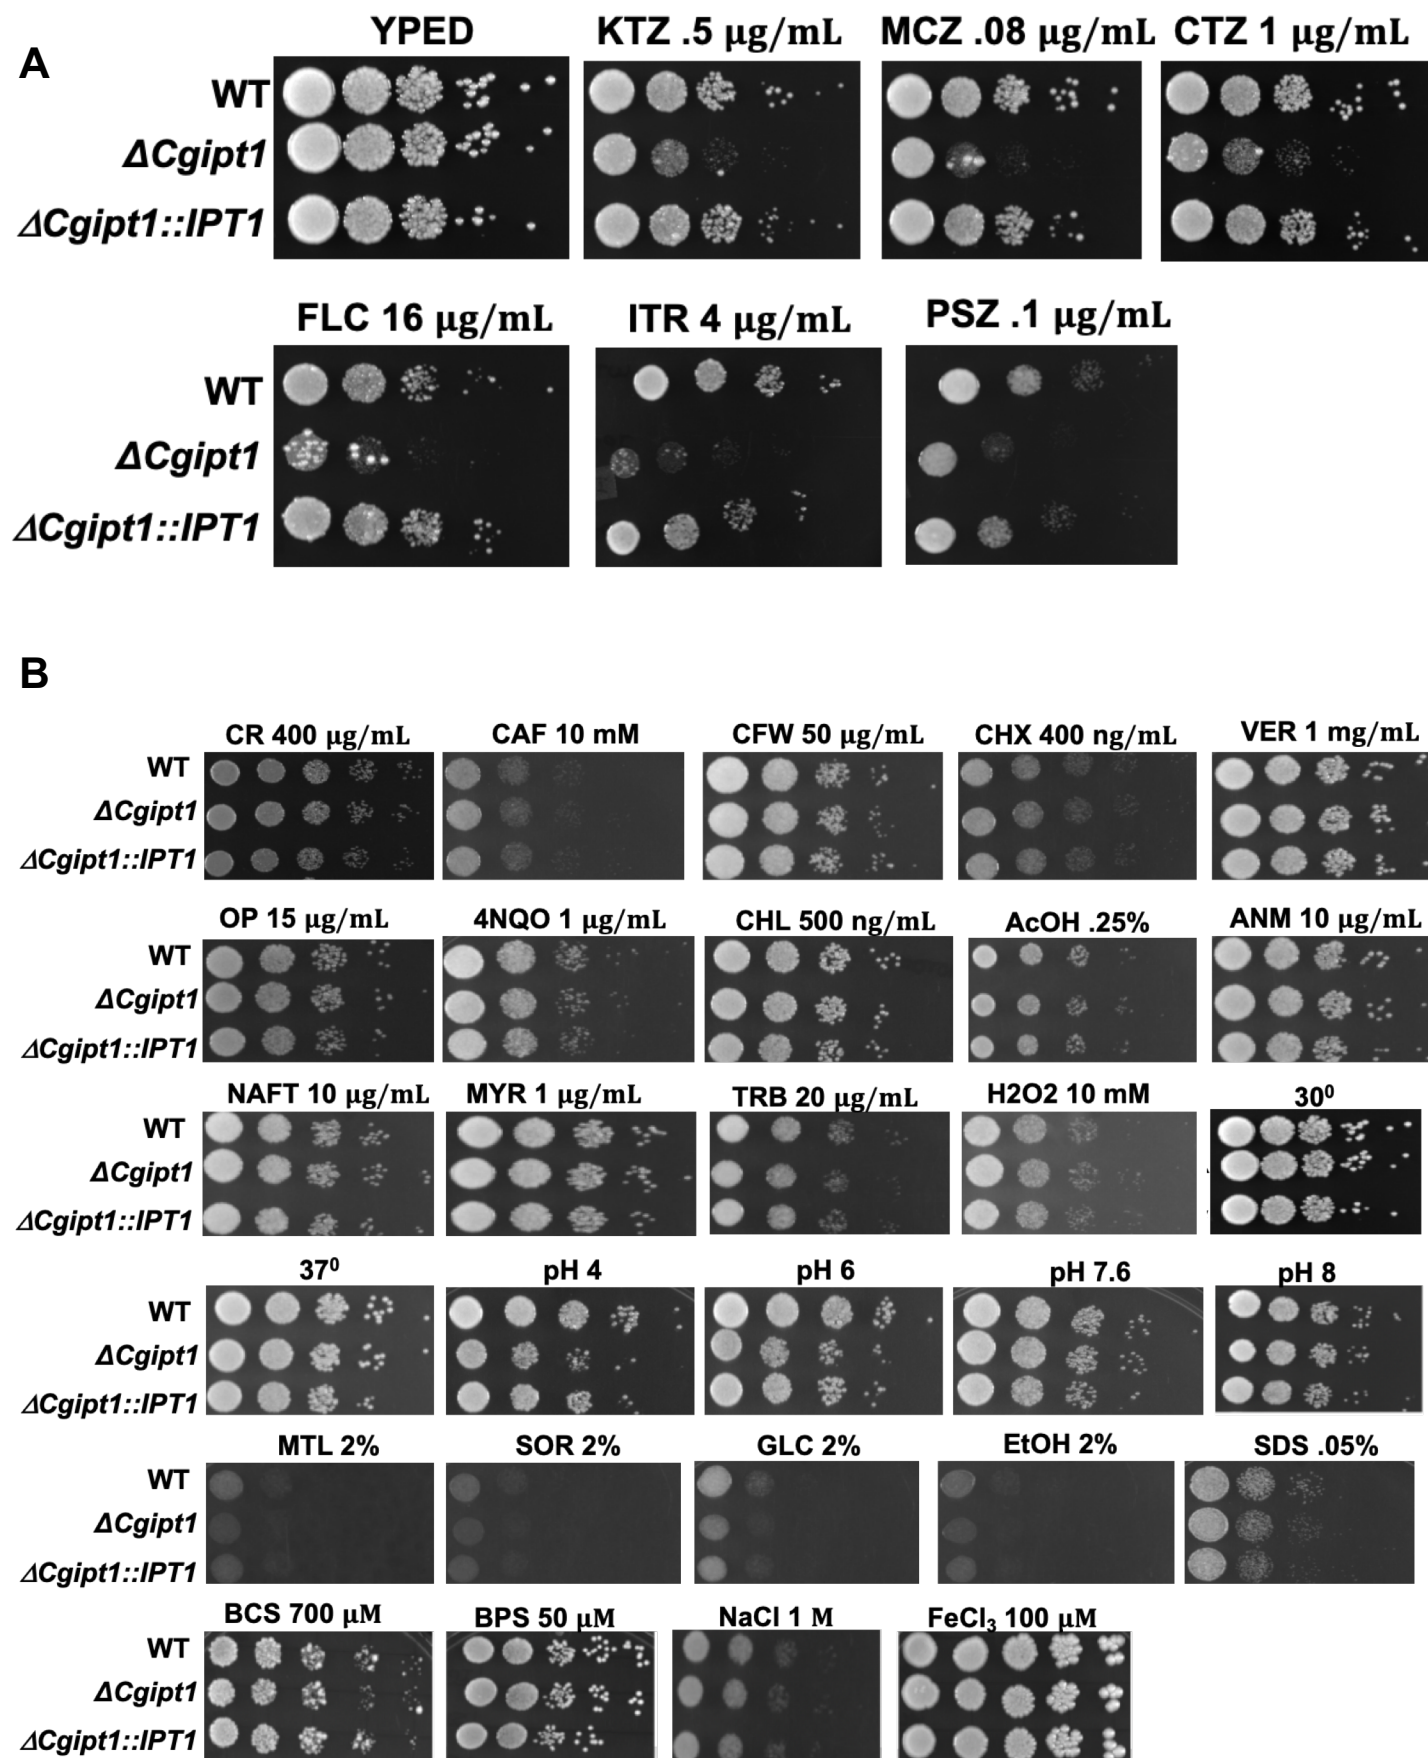 A
YPED KTZ .5 μg/mL MCZ .08 μg/mL CTZ 1 μg/mL
WT
ΔCgipt1
ΔCgipt1::IPT1
FLC 16 μg/mL ITR 4 μg/mL PSZ .1 μg/mL
WT
ΔCgipt1
ΔCgipt1::IPT1
B
CR 400 μg/mL CAF 10 mM CFW 50 μg/mL CHX 400 ng/mL VER 1 mg/mL
WT
ΔCgipt1
ΔCgipt1::IPT1
OP 15 μg/mL 4NQO 1 μg/mL CHL 500 ng/mL AcOH .25% ANM 10 μg/mL
WT
ΔCgipt1
ΔCgipt1::IPT1
NAFT 10 μg/mL MYR 1 μg/mL TRB 20 μg/mL H2O2 10 mM 30⁰
WT
ΔCgipt1
ΔCgipt1::IPT1
37⁰ pH 4 pH 6 pH 7.6 pH 8
WT
ΔCgipt1
ΔCgipt1::IPT1
MTL 2% SOR 2% GLC 2% EtOH 2% SDS .05%
WT
ΔCgipt1
ΔCgipt1::IPT1
BCS 700 μM BPS 50 μM NaCl 1 M FeCl₃ 100 μM
WT
ΔCgipt1
ΔCgipt1::IPT1